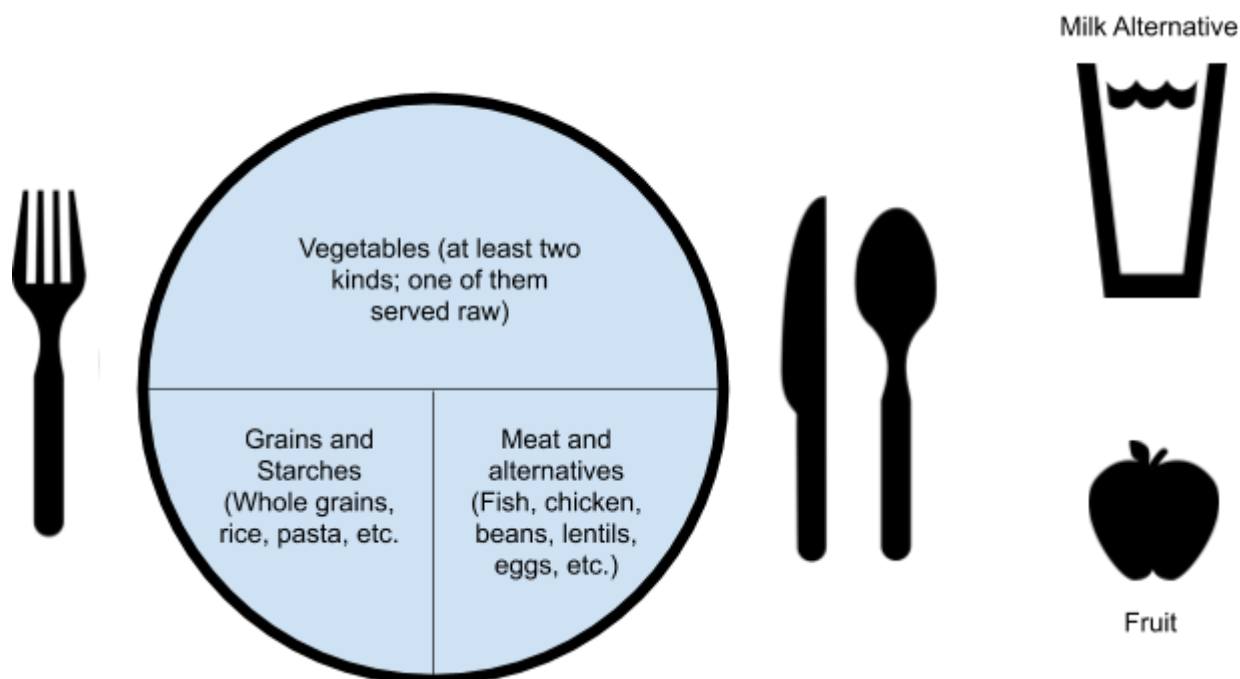 Milk Alternative
Vegetables (at least two
kinds; one of them
served raw)
Grains and
Starches
(Whole grains,
rice, pasta, etc.
Meat and
alternatives
(Fish, chicken,
beans, lentils,
eggs, etc.)
Fruit